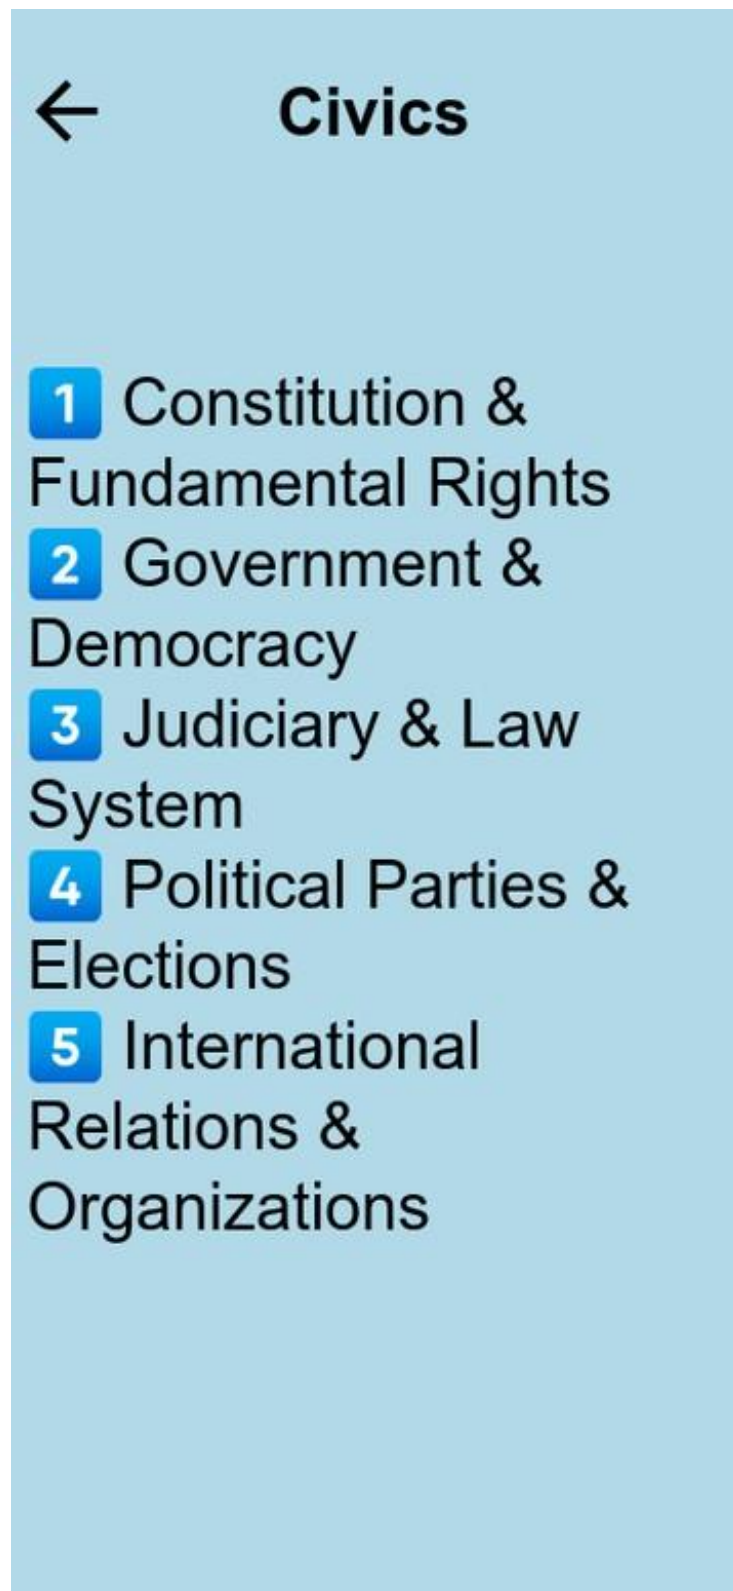 Civics
1️⃣ Constitution &
Fundamental Rights
2️⃣ Government &
Democracy
3️⃣ Judiciary & Law
System
4️⃣ Political Parties &
Elections
5️⃣ International
Relations &
Organizations